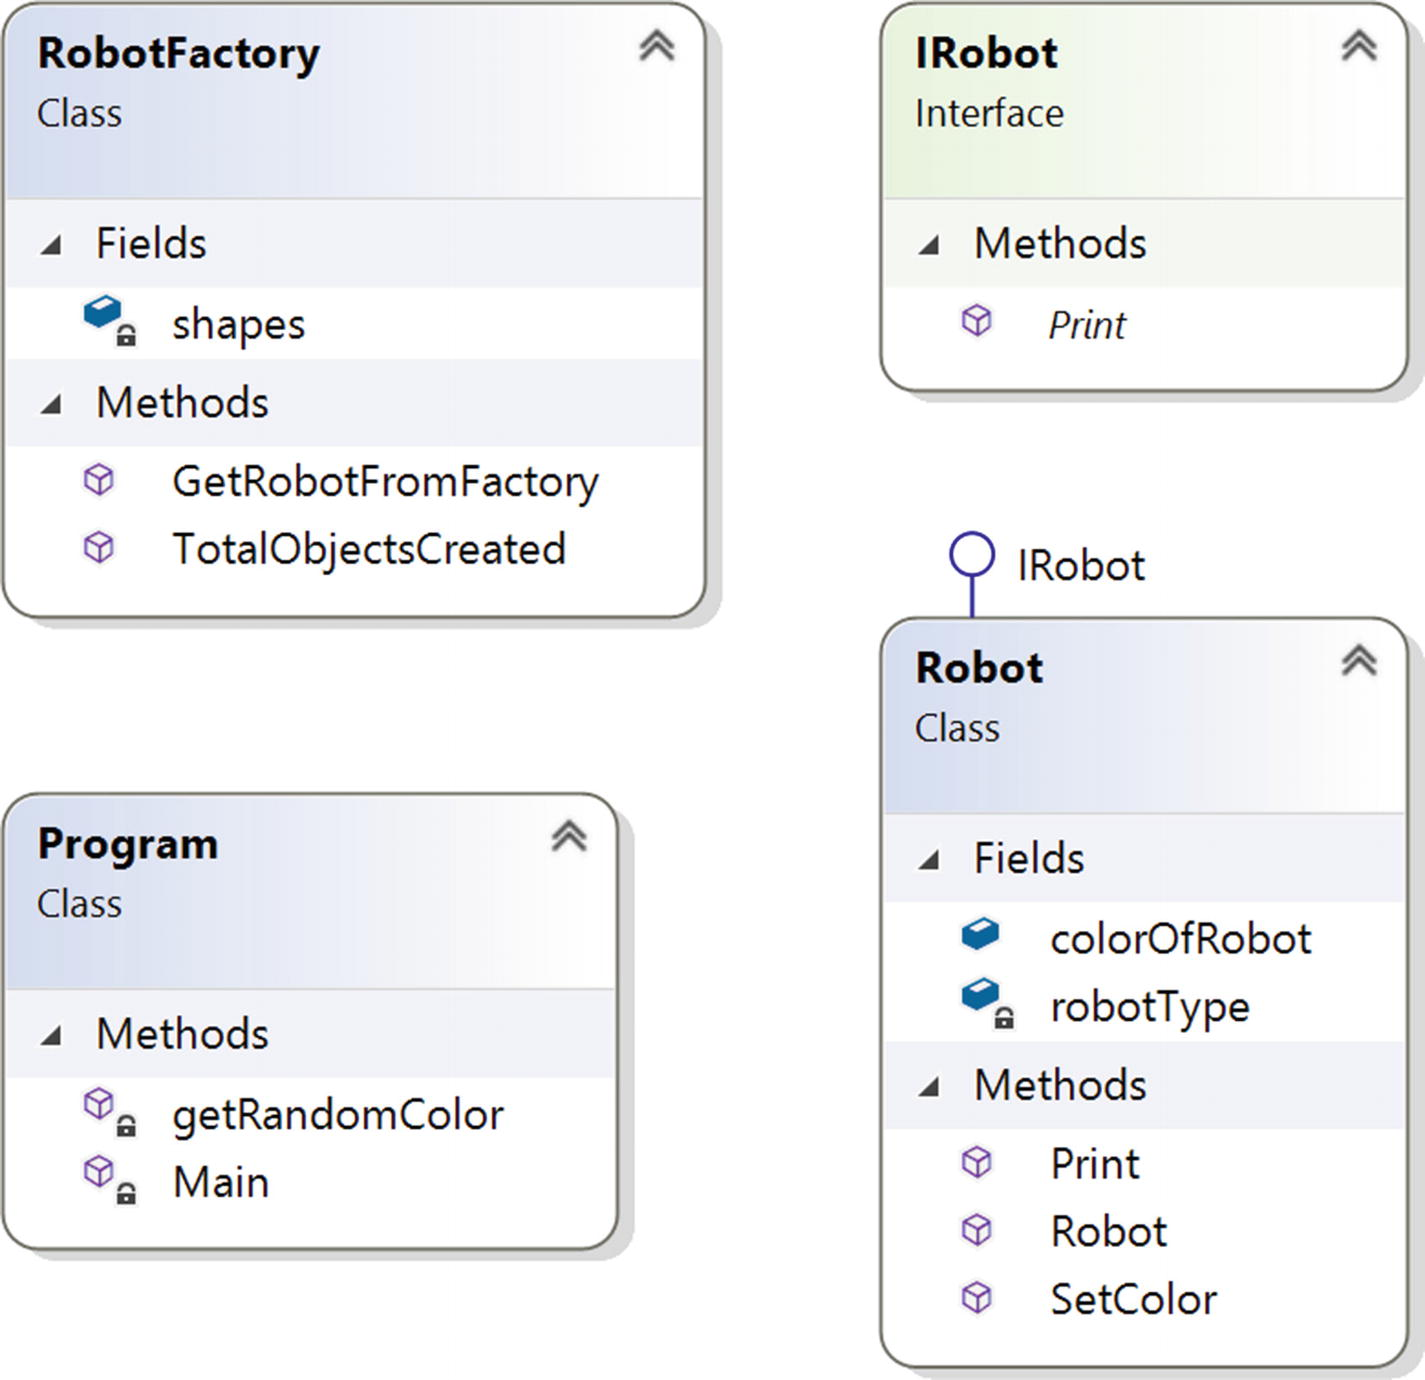 RobotFactory
Class
Fields
shapes
Methods
GetRobotFromFactory
TotalObjectsCreated
IRobot
Interface
Methods
Print
Program
Class
Methods
getRandomColor
Main
IRobot
Robot
Class
Fields
colorOfRobot
robotType
Methods
Print
Robot
SetColor